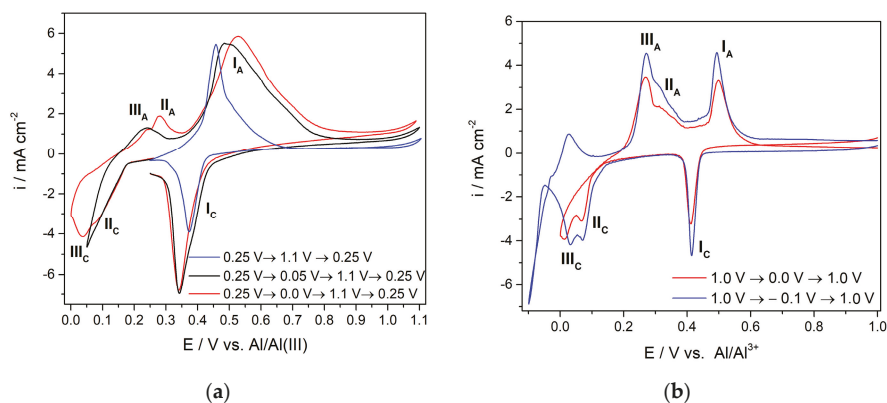 6
4
2
0
-2
-4
-6
i / mA cm-2
III_A
II_A
I_A
I_C
II_C
III_C
0.25 V→ 1.1 V→ 0.25 V
0.25 V→ 0.05 V→ 1.1 V→ 0.25 V
0.25 V→ 0.0 V→ 1.1 V→ 0.25 V
0.0 0.1 0.2 0.3 0.4 0.5 0.6 0.7 0.8 0.9 1.0 1.1
E / V vs. Al/Al(III)
(a)
b)
6
4
2
0
-2
-4
-6
i / mA cm-2
III_A
II_A
I_A
I_C
II_C
III_C
1.0 V → 0.0 V → 1.0 V
1.0 V → – 0.1 V → 1.0 V
0.0 0.2 0.4 0.6 0.8 1.0
E / V vs. Al/Al3+
(b)
a)